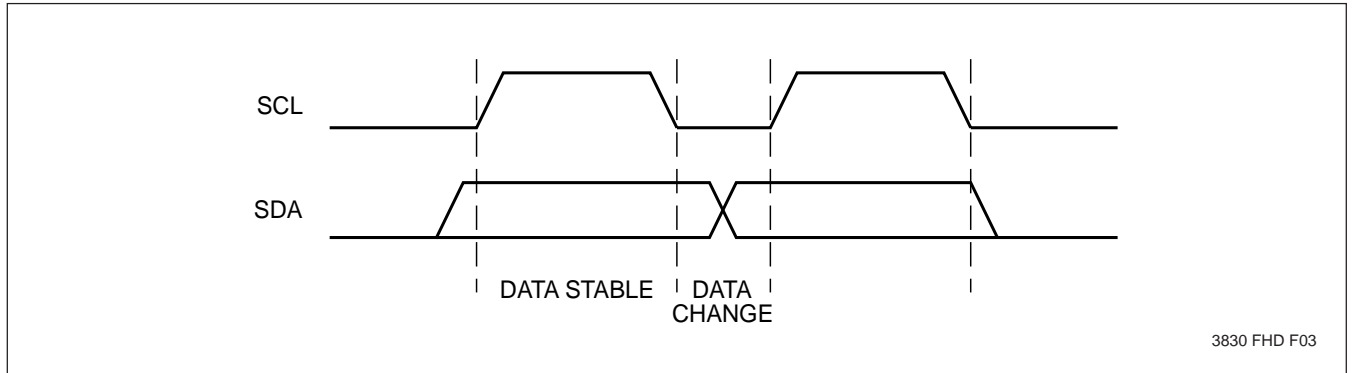 SCL
SDA
DATA STABLE
DATA
CHANGE
3830 FHD F03